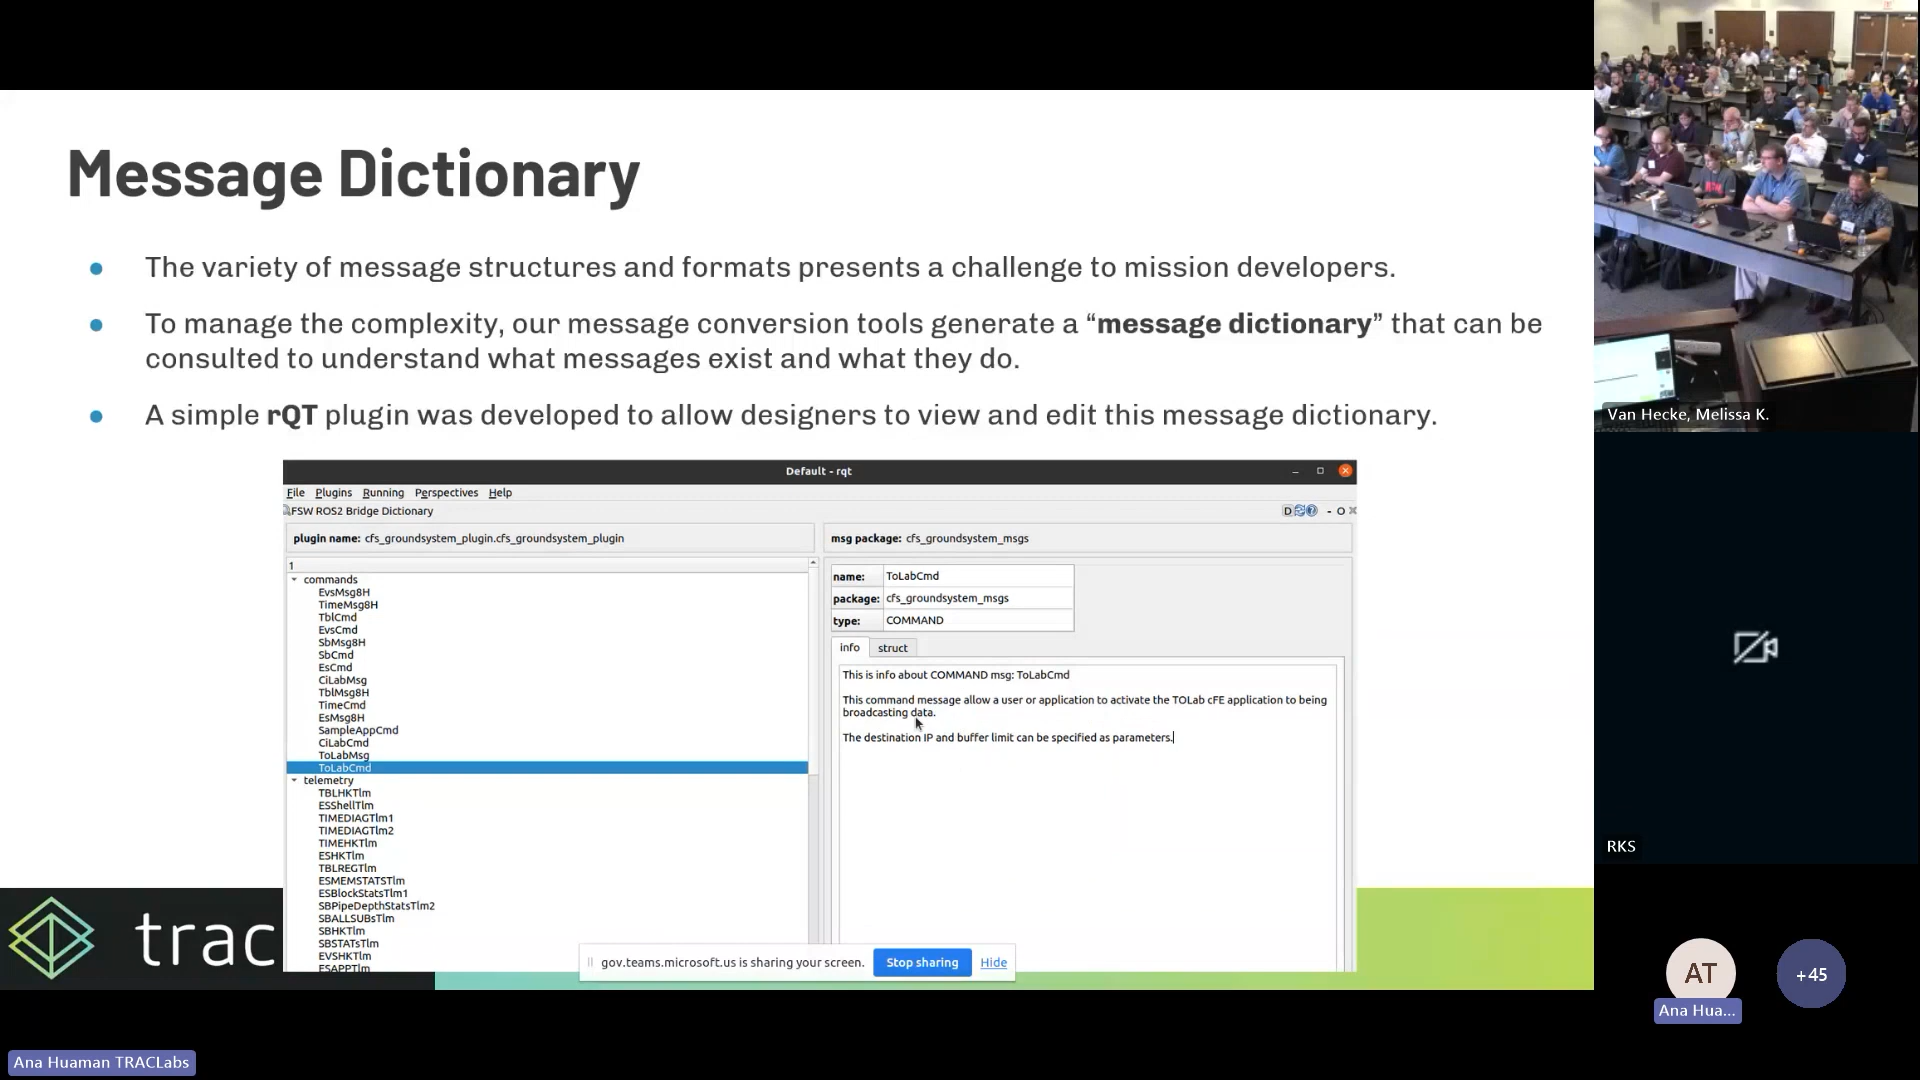 Message Dictionary
The variety of message structures and formats presents a challenge to mission developers.
To manage the complexity, our message conversion tools generate a “message dictionary” that can be
consulted to understand what messages exist and what they do.
A simple rQT plugin was developed to allow designers to view and edit this message dictionary.
Default - rqt
File Plugins Running Perspectives Help
FSW ROS2 Bridge Dictionary
D
- O
plugin name: cfs_groundsystem_plugin.cfs_groundsystem_plugin
1
commands
EvsMsg8H
TimeMsg8H
TblCmd
EvsCmd
SbMsg8H
SbCmd
EsCmd
CiLabMsg
TblMsg8H
TimeCmd
EsMsg8H
SampleAppCmd
CiLabCmd
ToLabMsg
ToLabCmd
telemetry
TBLHKTlm
ESShellTlm
TIMEDIAGTlm1
TIMEDIAGTlm2
TIMEHKTlm
ESHKTlm
TBLREGTlm
ESMEMSTATSTlm
ESBlockStatsTlm1
SBPipeDepthStatsTlm2
SBALLSUBsTlm
SBHKTlm
SBSTATsTlm
EVSHKTlm
ESAPPTlm
msg package: cfs_groundsystem_msgs
name: ToLabCmd
package: cfs_groundsystem_msgs
type: COMMAND
info struct
This is info about COMMAND msg: ToLabCmd
This command message allow a user or application to activate the TOLab cFE application to being
broadcasting data.
The destination IP and buffer limit can be specified as parameters.
trac
gov.teams.microsoft.us is sharing your screen. Stop sharing Hide
Van Hecke, Melissa K.
RKS
AT
Ana Hua...
+45
Ana Huaman TRACLabs